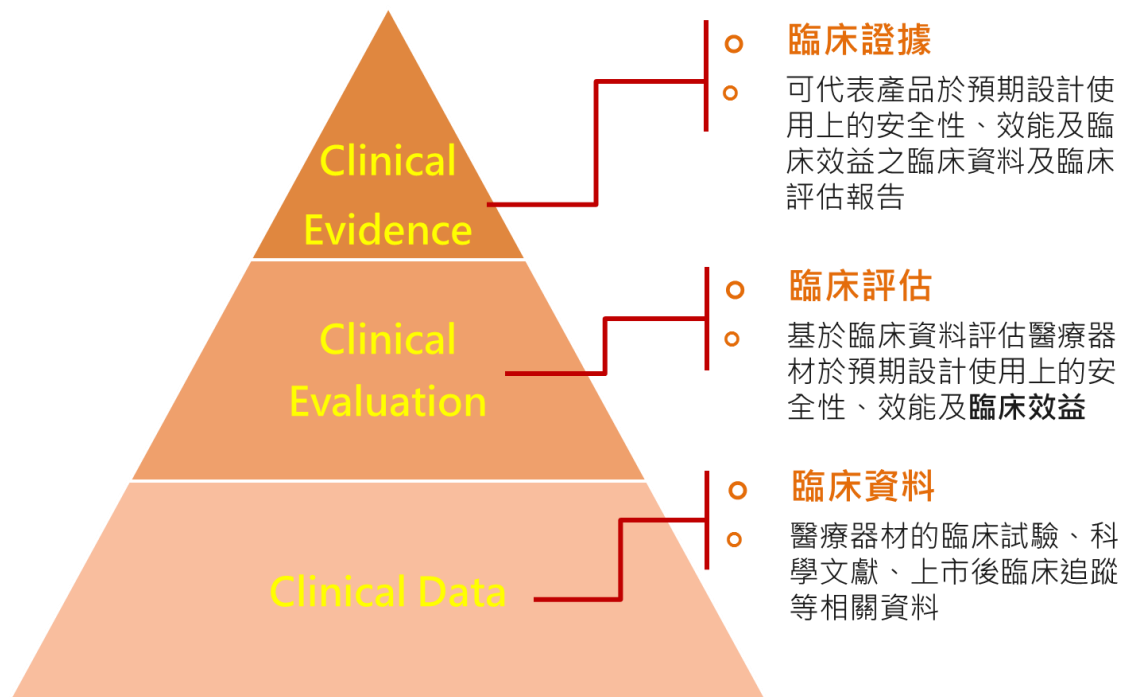 臨床證據
可代表產品於預期設計使
用上的安全性、效能及臨
床效益之臨床資料及臨床
評估報告
Clinical
Evidence
臨床評估
基於臨床資料評估醫療器
材於預期設計使用上的安
全性、效能及臨床效益
Clinical
Evaluation
臨床資料
醫療器材的臨床試驗、科
學文獻、上市後臨床追蹤
等相關資料
Clinical Data